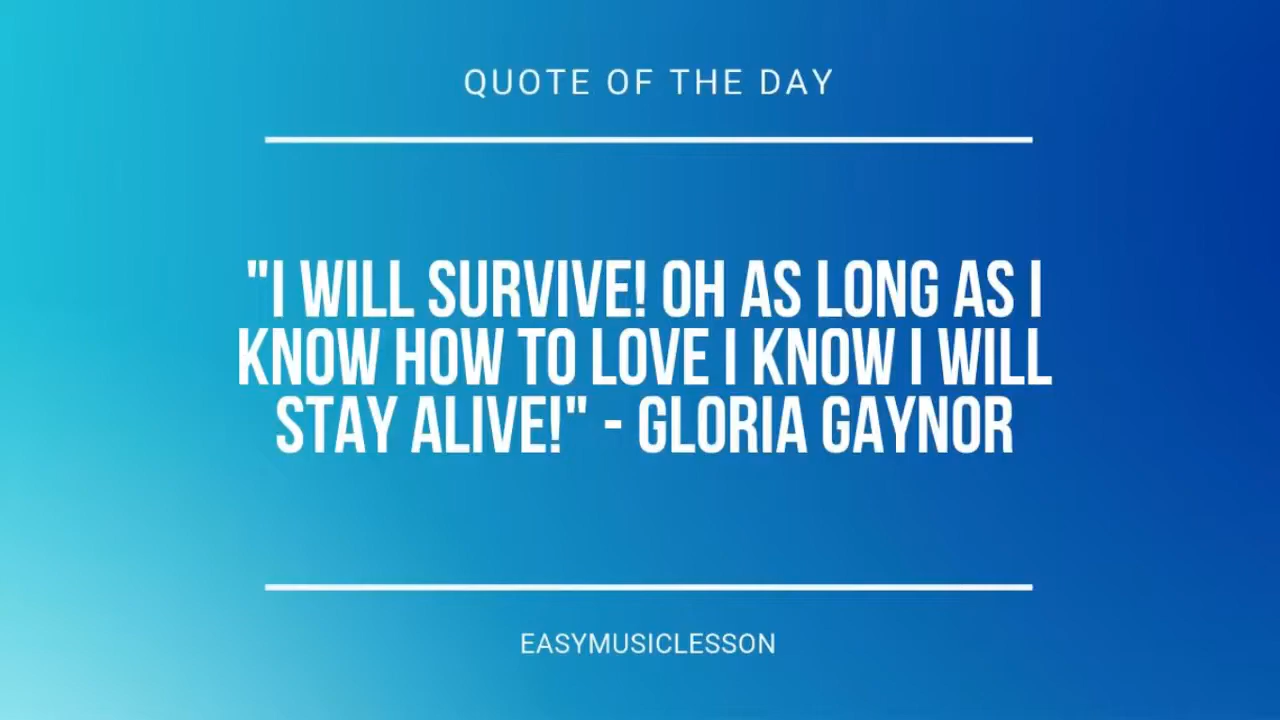 QUOTE OF THE DAY
"I WILL SURVIVE! OH AS LONG AS I
KNOW HOW TO LOVE I KNOW I WILL
STAY ALIVE!" - GLORIA GAYNOR
EASYMUSICLESSON